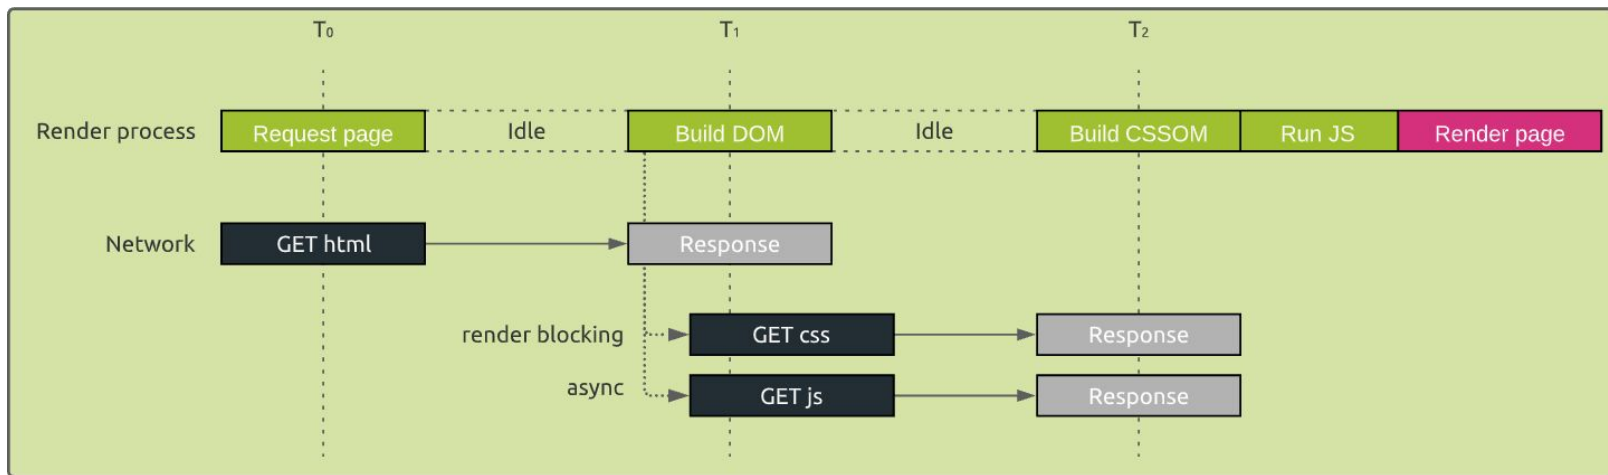 T₀ T₁ T₂
Render process Request page Idle Build DOM Idle Build CSSOM Run JS Render page
Network GET html Response
render blocking GET css Response
async GET js Response